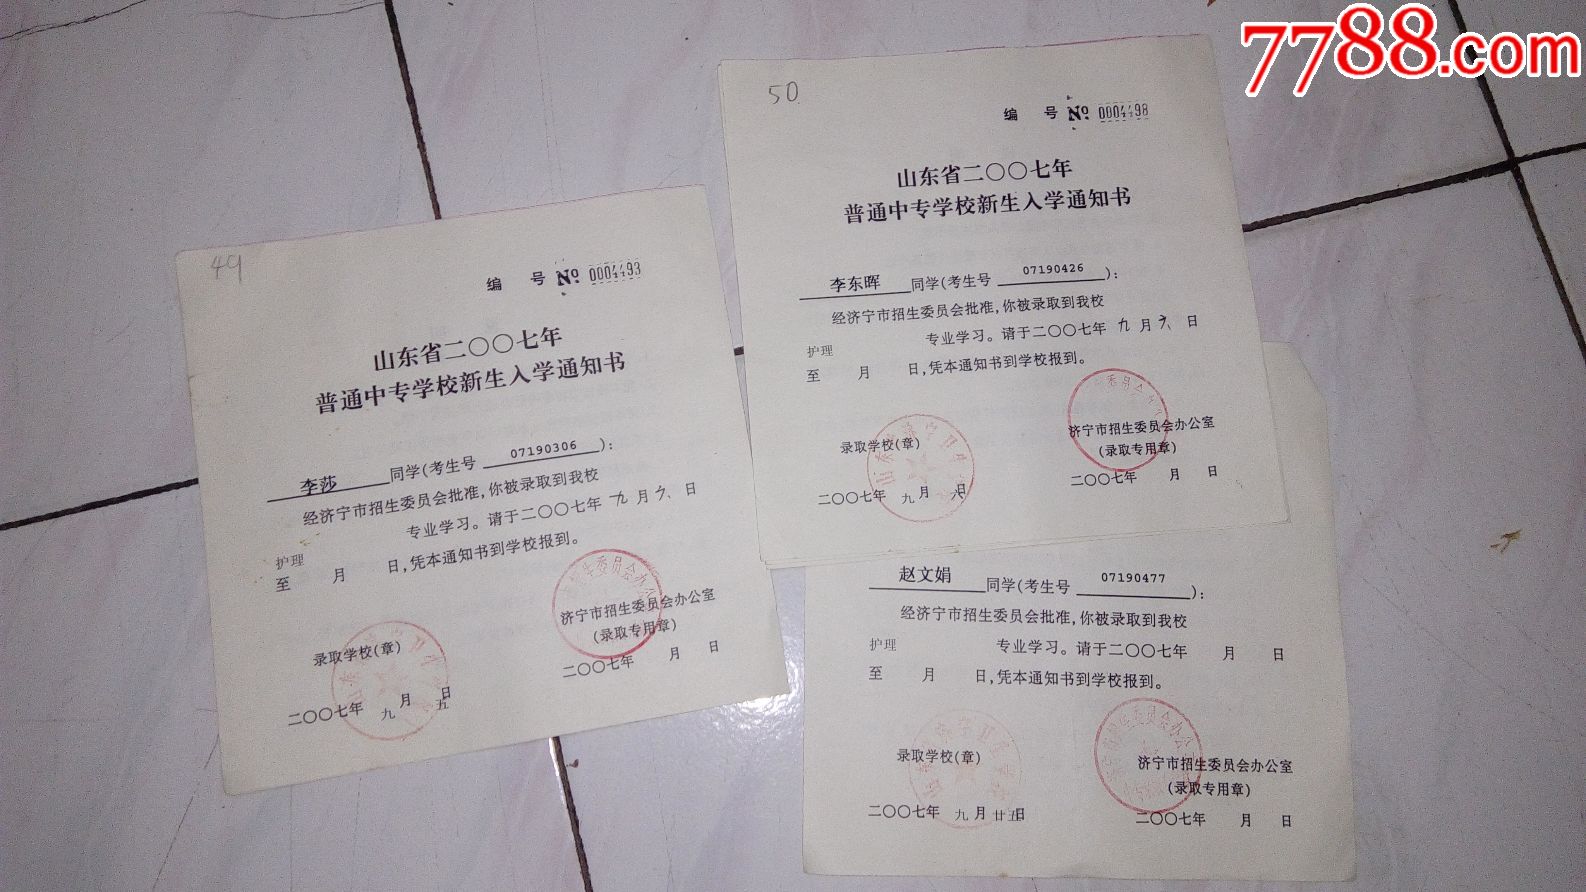 7788.com
49
编 号 № 0004493
山东省二〇〇七年
普通中专学校新生入学通知书
李莎 同学(考生号 07190306 ):
经济宁市招生委员会批准,你被录取到我校
护理 专业学习。请于二〇〇七年 九 月 六 日
至 月 日,凭本通知书到学校报到。
录取学校(章)
济宁市招生委员会办公室
(录取专用章)
二〇〇七年 九 月 五 日
二〇〇七年 月 日
50
编 号 № 0004498
山东省二〇〇七年
普通中专学校新生入学通知书
李东晖 同学(考生号 07190426 ):
经济宁市招生委员会批准,你被录取到我校
护理 专业学习。请于二〇〇七年 九 月 六 日
至 月 日,凭本通知书到学校报到。
录取学校(章)
济宁市招生委员会办公室
(录取专用章)
二〇〇七年 九 月 六 日
二〇〇七年 月 日
赵文娟 同学(考生号 07190477 ):
经济宁市招生委员会批准,你被录取到我校
护理 专业学习。请于二〇〇七年 月 日
至 月 日,凭本通知书到学校报到。
录取学校(章)
济宁市招生委员会办公室
(录取专用章)
二〇〇七年 九 月 廿五 日
二〇〇七年 月 日